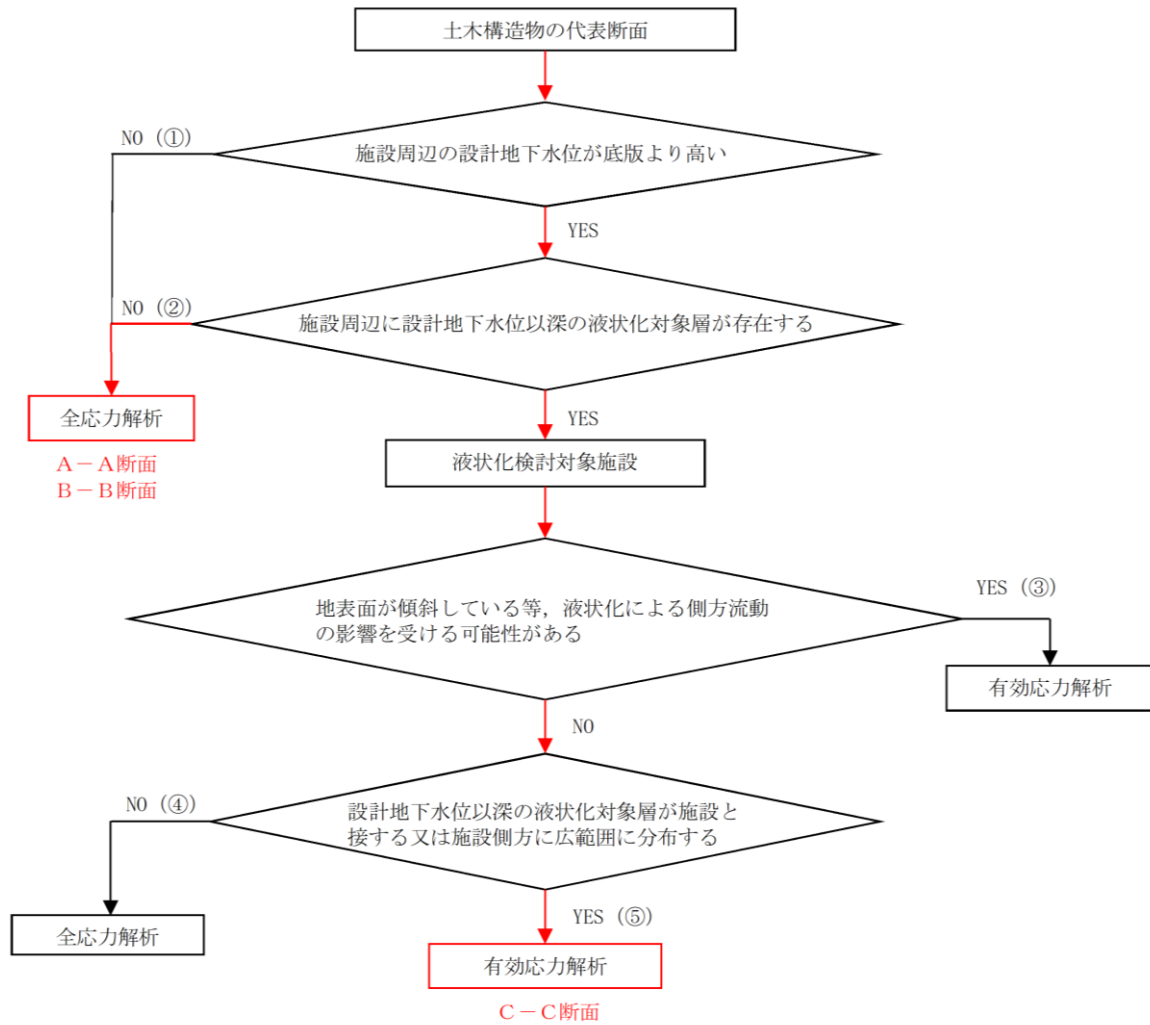 土木構造物の代表断面
NO (①)
施設周辺の設計地下水位が底版より高い
YES
NO (②)
施設周辺に設計地下水位以深の液状化対象層が存在する
全応力解析
A-A断面
B-B断面
YES
液状化検討対象施設
地表面が傾斜している等,液状化による側方流動
の影響を受ける可能性がある
YES (③)
有効応力解析
NO
NO (④)
設計地下水位以深の液状化対象層が施設と
接する又は施設側方に広範囲に分布する
全応力解析
YES (⑤)
有効応力解析
C-C断面